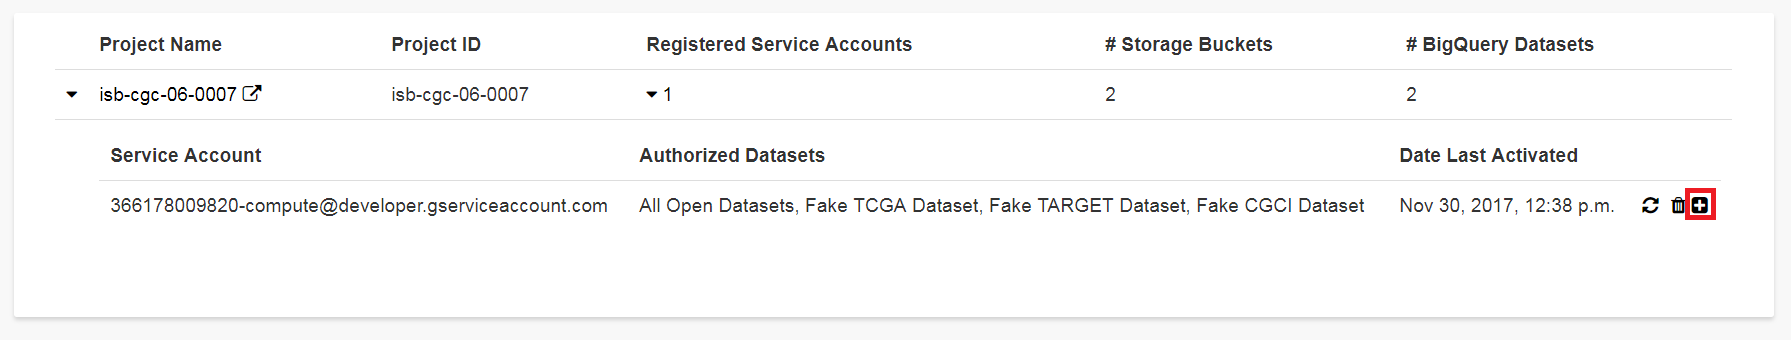 Project Name Project ID Registered Service Accounts # Storage Buckets # BigQuery Datasets
isb-cgc-06-0007 isb-cgc-06-0007 1 2 2
Service Account Authorized Datasets Date Last Activated
366178009820-compute@developer.gserviceaccount.com All Open Datasets, Fake TCGA Dataset, Fake TARGET Dataset, Fake CGCI Dataset Nov 30, 2017, 12:38 p.m.